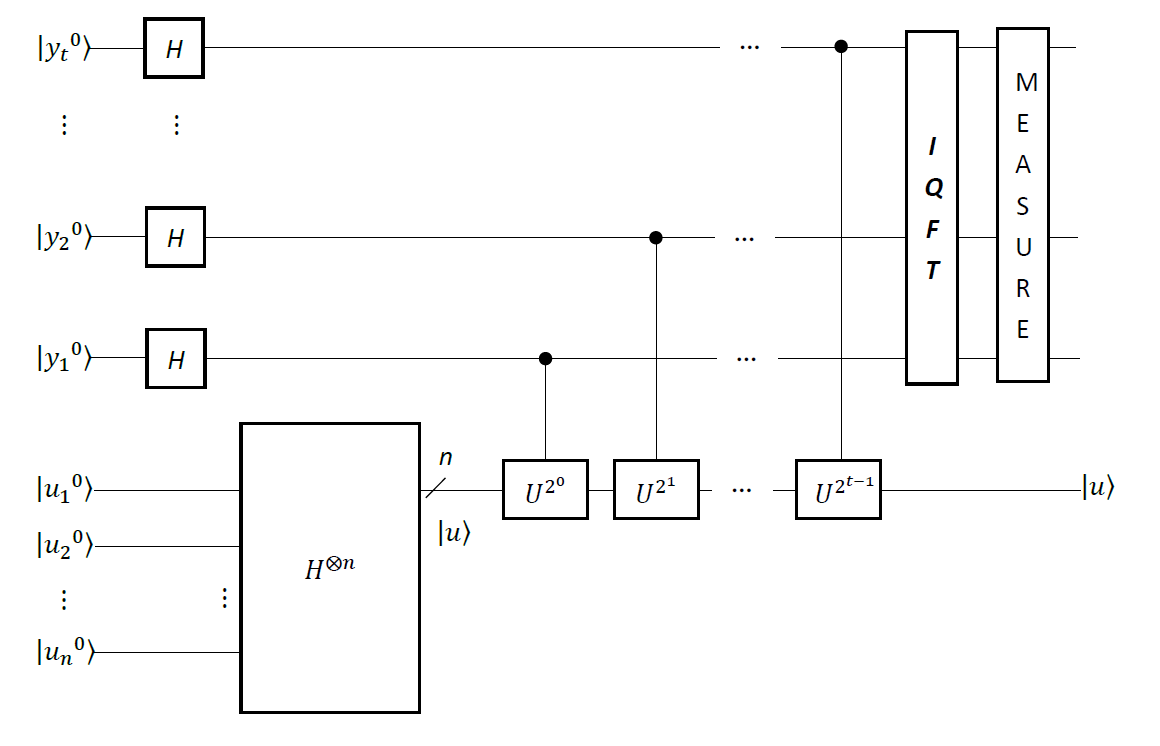 |y_t^0⟩ H ... M
⋮ ⋮ E
I A
Q S
|y_2^0⟩ H ... F U
T R
|y_1^0⟩ H ... E
n
|u_1^0⟩ U^{2^0} U^{2^1} ... U^{2^{t-1}} |u⟩
|u⟩
|u_2^0⟩
H^{⊗n}
⋮ ⋮
|u_n^0⟩